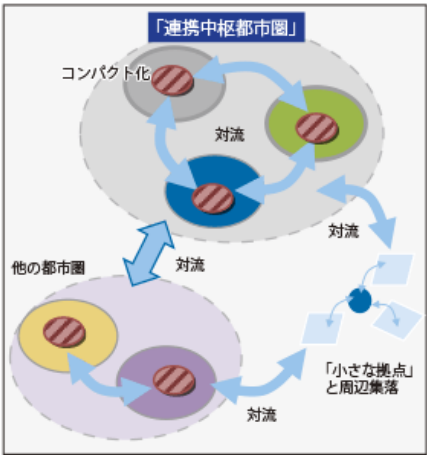 「連携中枢都市圏」
コンパクト化
対流
対流
対流
他の都市圏
「小さな拠点」
と周辺集落
対流